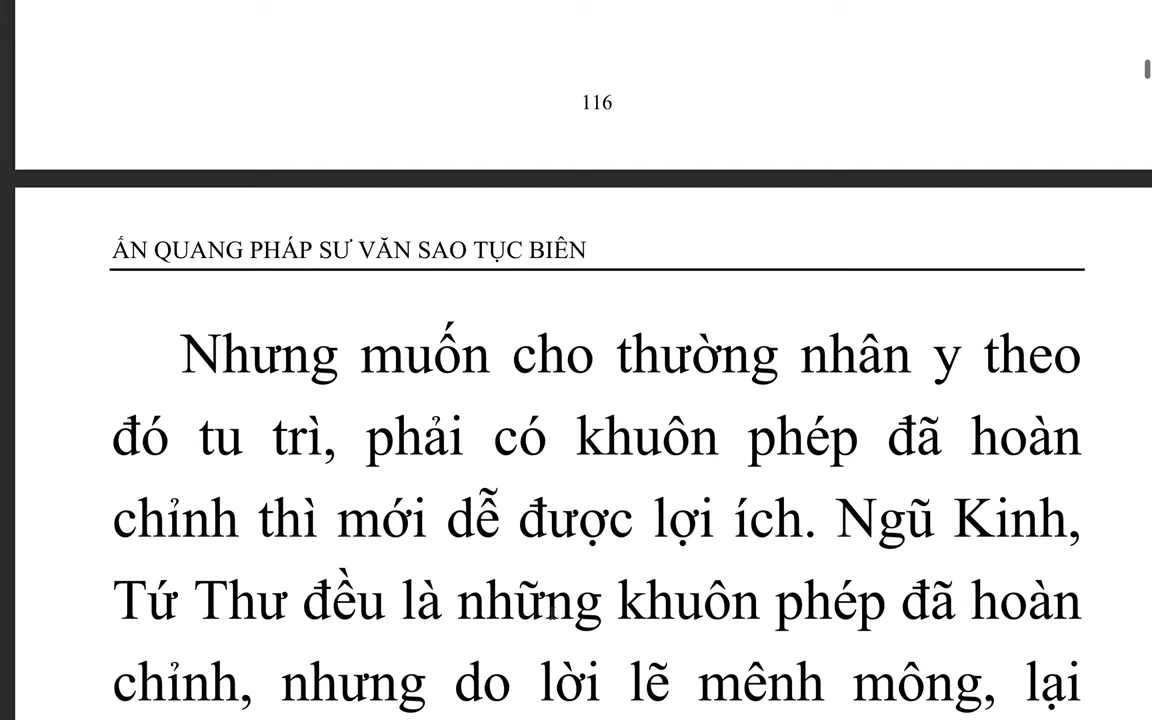 116
ẤN QUANG PHÁP SƯ VĂN SAO TỤC BIÊN
Nhưng muốn cho thường nhân y theo
đó tu trì, phải có khuôn phép đã hoàn
chỉnh thì mới dễ được lợi ích. Ngũ Kinh,
Tứ Thư đều là những khuôn phép đã hoàn
chỉnh, nhưng do lời lẽ mênh mông, lại